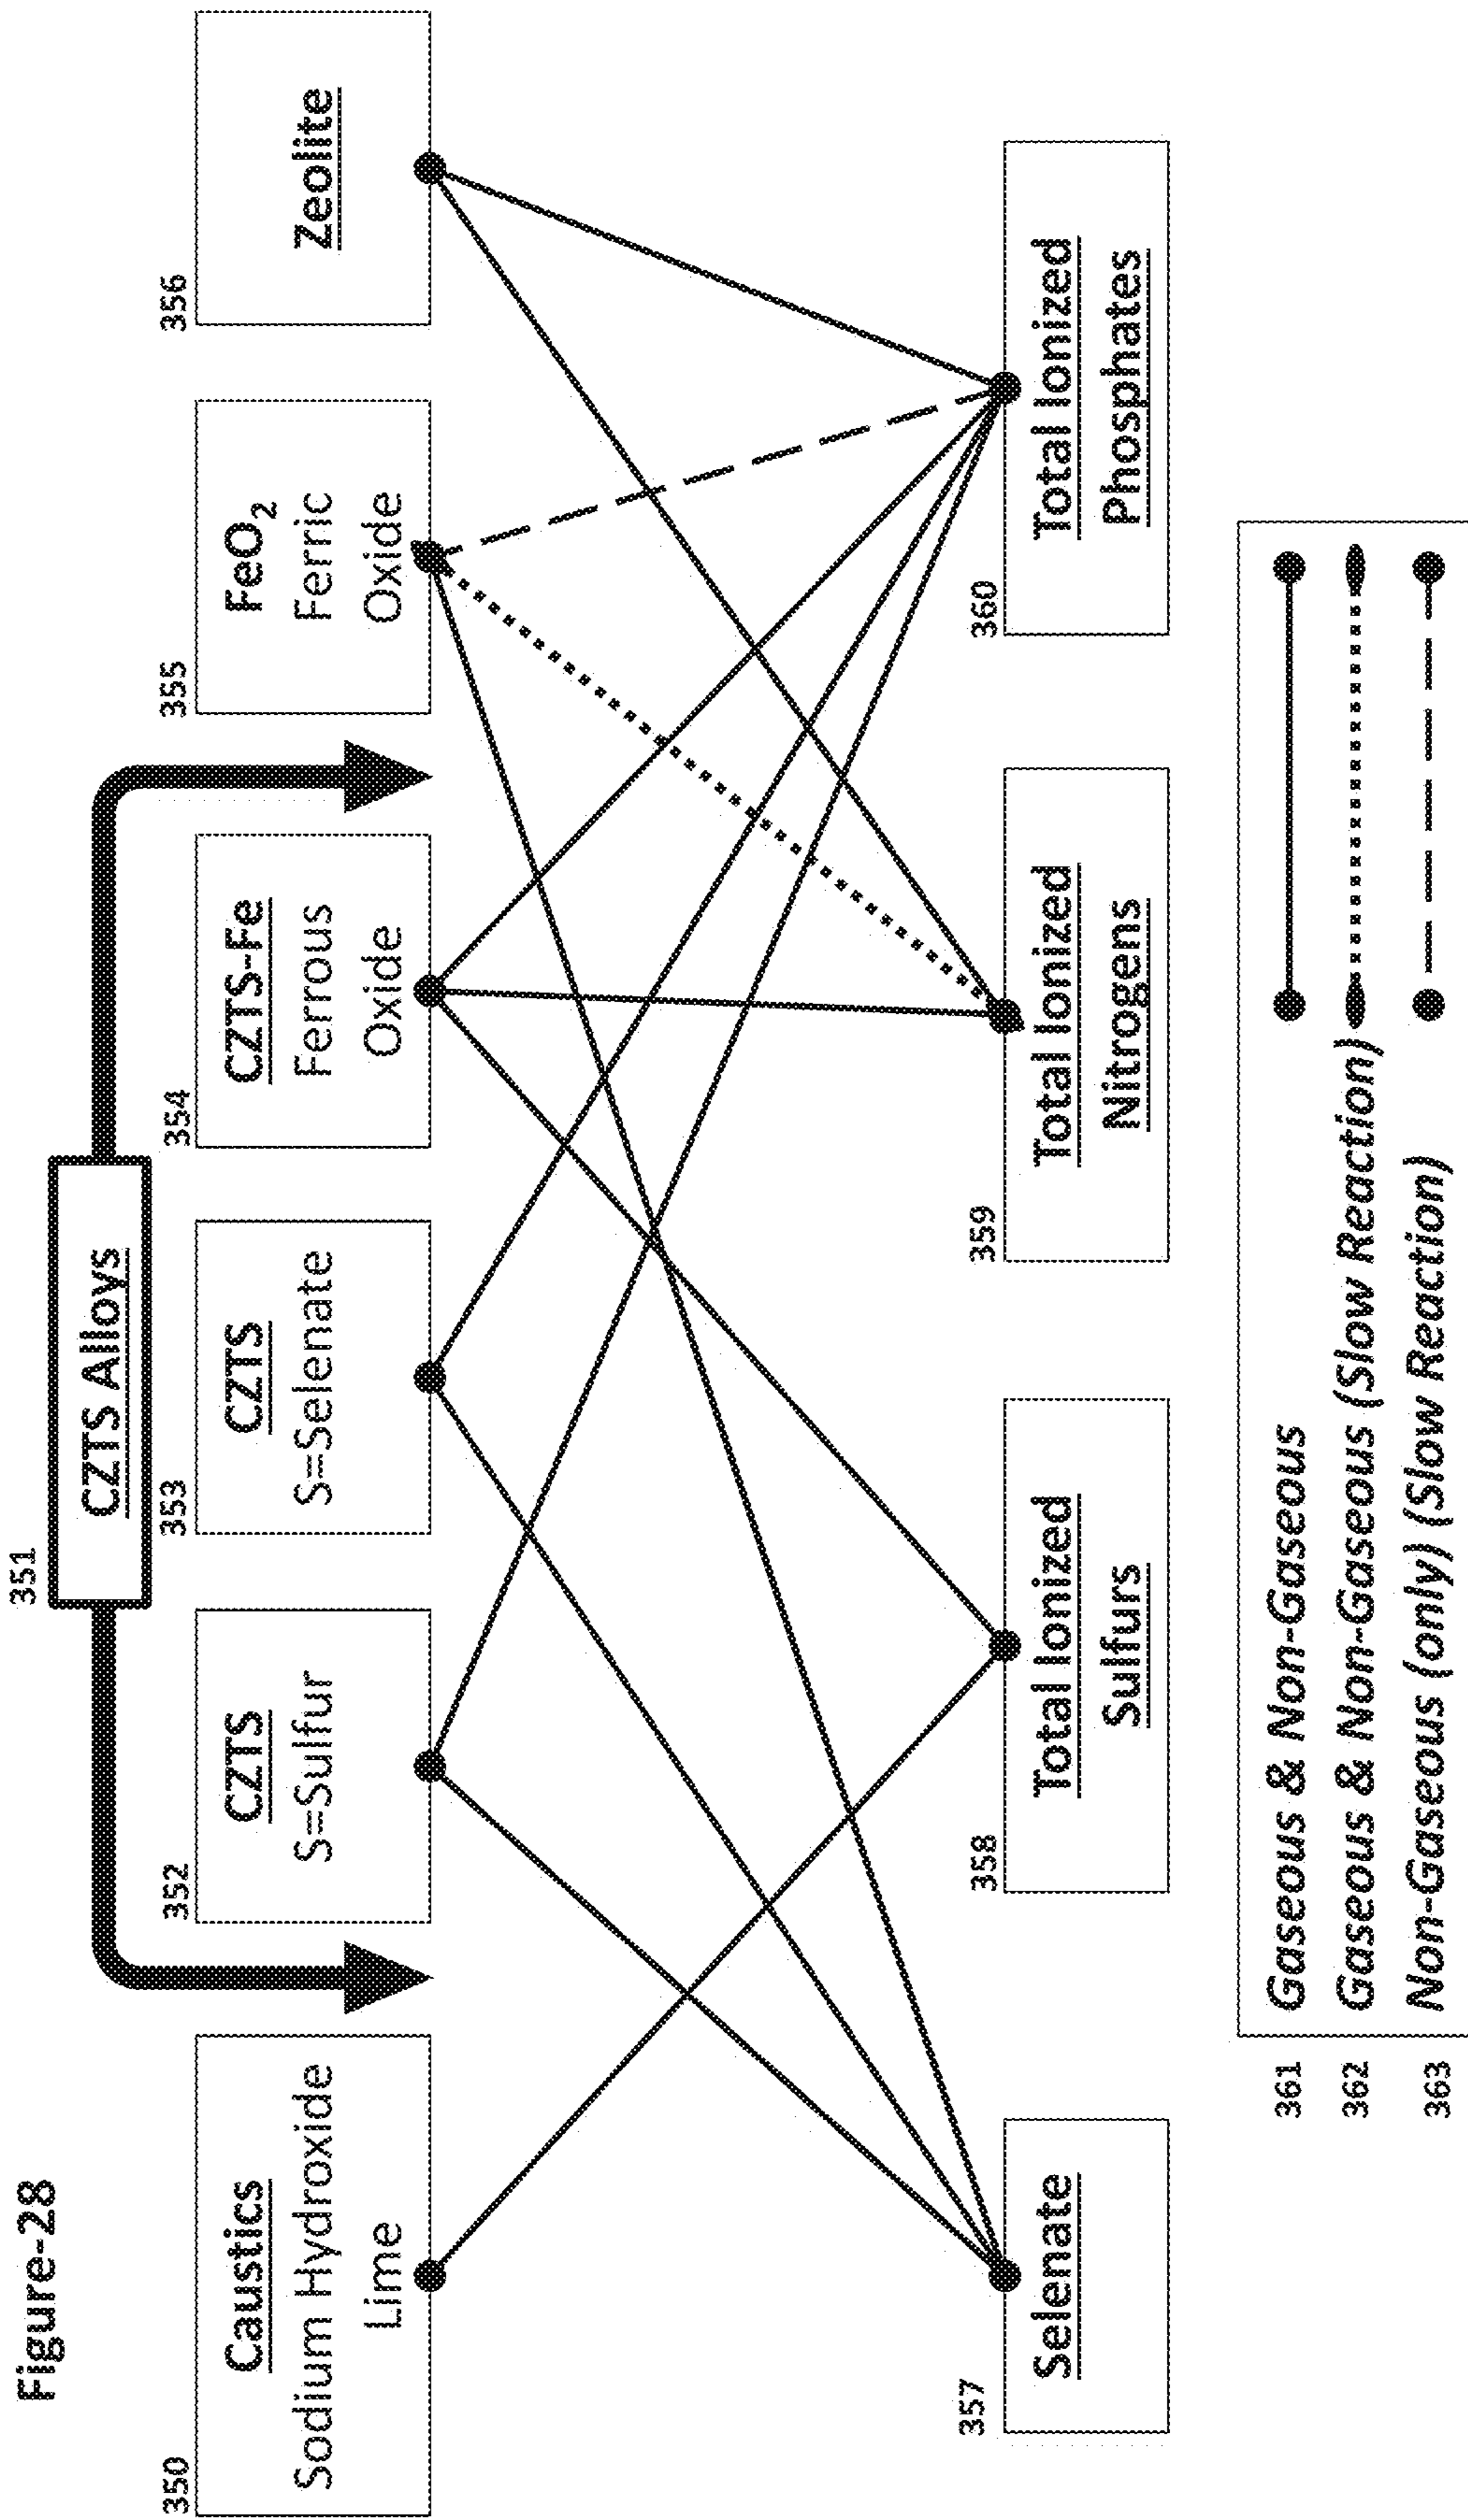 Figure-28
351
CZTS Alloys
350
Caustics
Sodium Hydroxide
Lime
352
CZTS
S=Sulfur
353
CZTS
S=Selenate
354
CZTS-Fe
Ferrous
Oxide
355
FeO₂
Ferric
Oxide
356
Zeolite
357
Selenate
358
Total Ionized
Sulfurs
359
Total Ionized
Nitrogens
360
Total Ionized
Phosphates
361 Gaseous & Non-Gaseous
362 Gaseous & Non-Gaseous (Slow Reaction)
363 Non-Gaseous (only) (Slow Reaction)